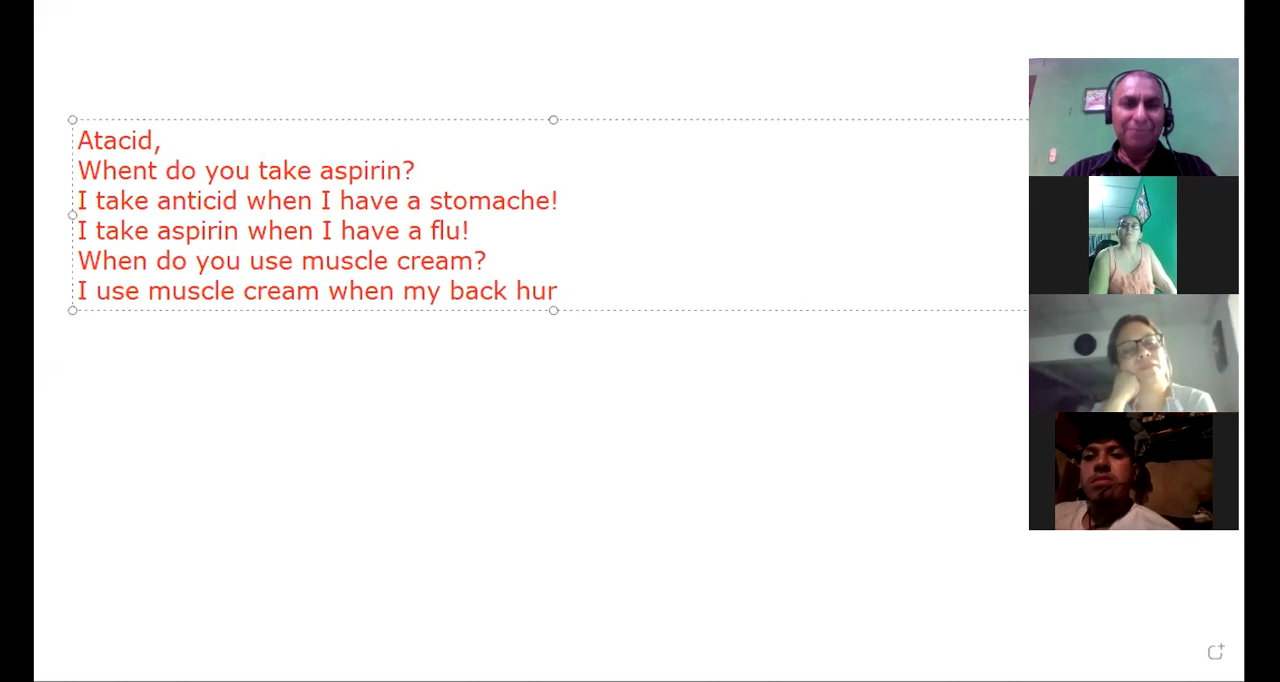 Atacid,
Whent do you take aspirin?
I take anticid when I have a stomache!
I take aspirin when I have a flu!
When do you use muscle cream?
I use muscle cream when my back hur